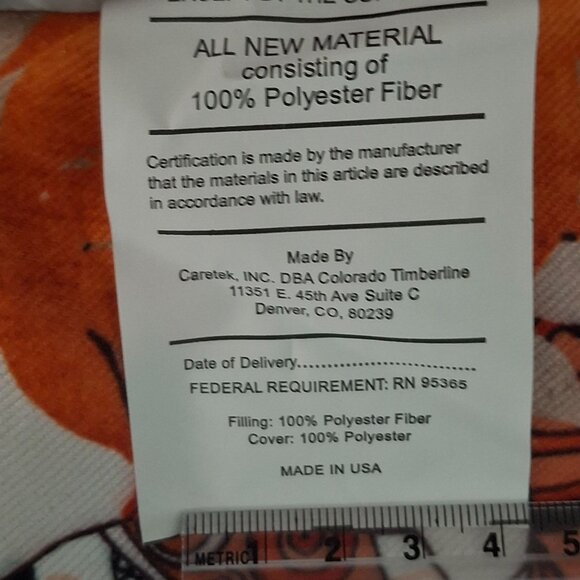 ALL NEW MATERIAL
consisting of
100% Polyester Fiber
Certification is made by the manufacturer
that the materials in this article are described
in accordance with law.
Made By
Caretek, INC. DBA Colorado Timberline
11351 E. 45th Ave Suite C
Denver, CO, 80239
Date of Delivery..............................
FEDERAL REQUIREMENT: RN 95365
Filling: 100% Polyester Fiber
Cover: 100% Polyester
MADE IN USA
METRIC 1 2 3 4 5